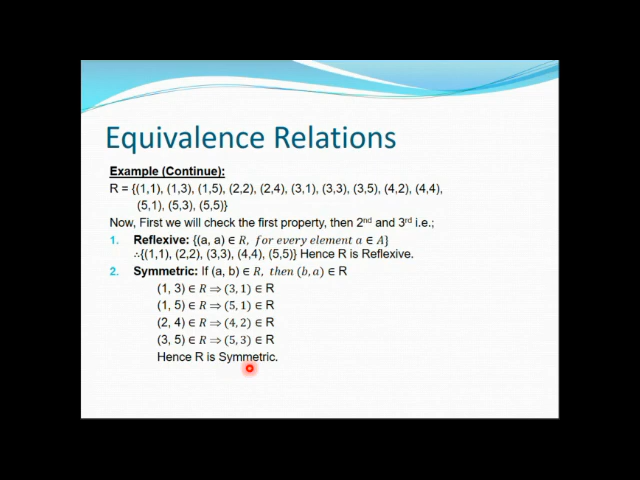 Equivalence Relations
Example (Continue):
R = {(1,1), (1,3), (1,5), (2,2), (2,4), (3,1), (3,3), (3,5), (4,2), (4,4),
(5,1), (5,3), (5,5)}
Now, First we will check the first property, then 2nd and 3rd i.e.;
1. Reflexive: {(a, a) ∈ R, for every element a ∈ A}
∴{(1,1), (2,2), (3,3), (4,4), (5,5)} Hence R is Reflexive.
2. Symmetric: If (a, b) ∈ R, then (b, a) ∈ R
(1, 3) ∈ R ⇒ (3, 1) ∈ R
(1, 5) ∈ R ⇒ (5, 1) ∈ R
(2, 4) ∈ R ⇒ (4, 2) ∈ R
(3, 5) ∈ R ⇒ (5, 3) ∈ R
Hence R is Symmetric.